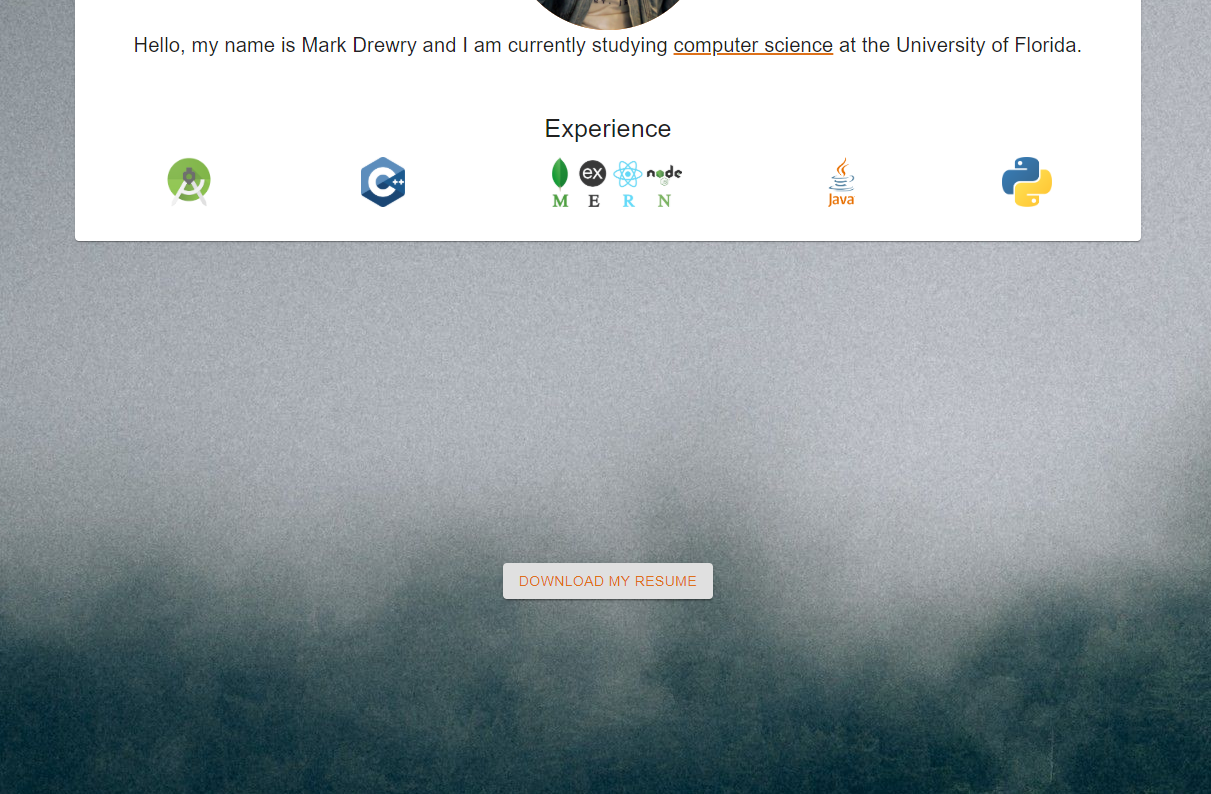 Hello, my name is Mark Drewry and I am currently studying computer science at the University of Florida.
Experience
C++
ex node
M E R N
Java
DOWNLOAD MY RESUME